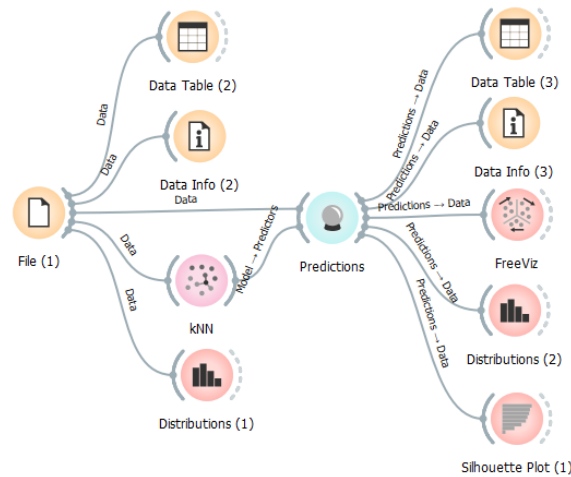 Data Table (2)
Data Table (3)
Data
Predictions → Data
Data
Data Info (2)
Predictions → Data
Data Info (3)
Data
Predictions → Data
File (1)
Predictions
FreeViz
Data
Model → Predictors
kNN
Predictions → Data
Distributions (2)
Data
Predictions → Data
Distributions (1)
Silhouette Plot (1)